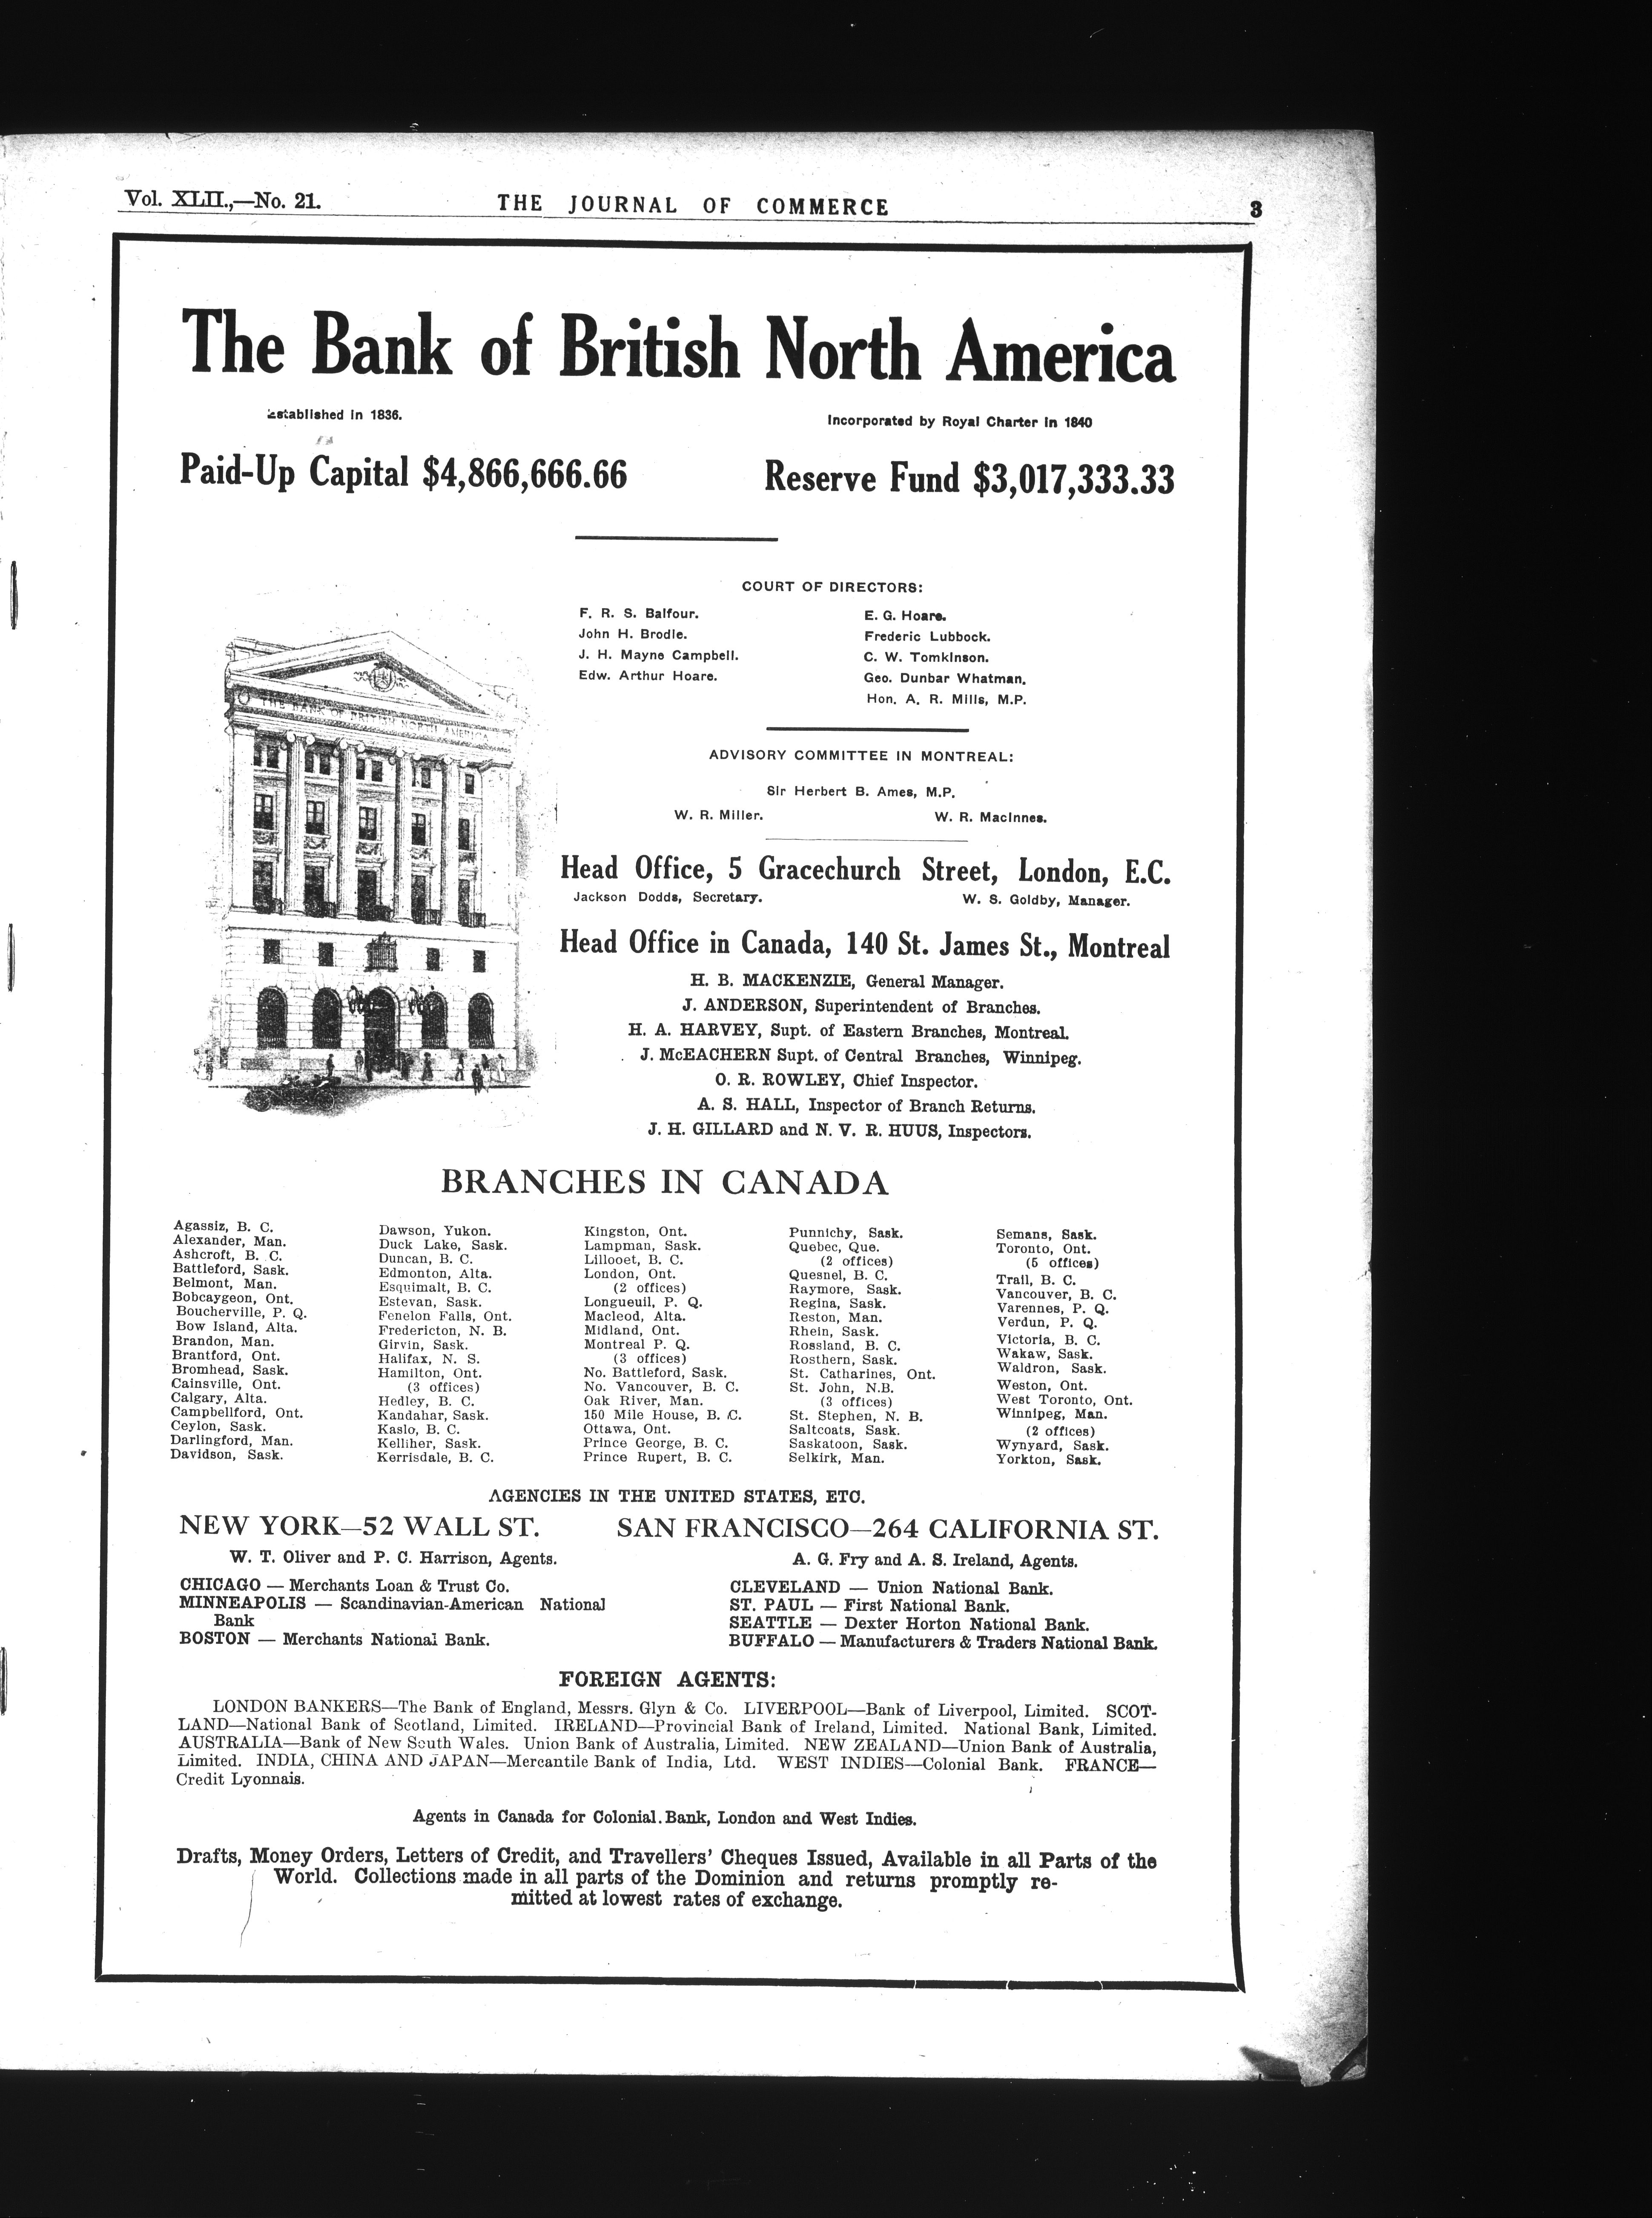 Vol. XLII.,—No. 21.
THE JOURNAL OF COMMERCE
3
The Bank of British North America
Established in 1836.
Incorporated by Royal Charter in 1840
Paid-Up Capital $4,866,666.66
Reserve Fund $3,017,333.33
THE BANK OF BRITISH NORTH AMERICA
COURT OF DIRECTORS:
F. R. S. Balfour.
John H. Brodie.
J. H. Mayne Campbell.
Edw. Arthur Hoare.
E. G. Hoare.
Frederic Lubbock.
C. W. Tomkinson.
Geo. Dunbar Whatman.
Hon. A. R. Mills, M.P.
ADVISORY COMMITTEE IN MONTREAL:
Sir Herbert B. Ames, M.P.
W. R. Miller.
W. R. MacInnes.
Head Office, 5 Gracechurch Street, London, E.C.
Jackson Dodds, Secretary.
W. S. Goldby, Manager.
Head Office in Canada, 140 St. James St., Montreal
H. B. MACKENZIE, General Manager.
J. ANDERSON, Superintendent of Branches.
H. A. HARVEY, Supt. of Eastern Branches, Montreal.
J. McEACHERN Supt. of Central Branches, Winnipeg.
O. R. ROWLEY, Chief Inspector.
A. S. HALL, Inspector of Branch Returns.
J. H. GILLARD and N. V. R. HUUS, Inspectors.
BRANCHES IN CANADA
Agassiz, B. C.
Alexander, Man.
Ashcroft, B. C.
Battleford, Sask.
Belmont, Man.
Bobcaygeon, Ont.
Boucherville, P. Q.
Bow Island, Alta.
Brandon, Man.
Brantford, Ont.
Bromhead, Sask.
Cainsville, Ont.
Calgary, Alta.
Campbellford, Ont.
Ceylon, Sask.
Darlingford, Man.
Davidson, Sask.
Dawson, Yukon.
Duck Lake, Sask.
Duncan, B. C.
Edmonton, Alta.
Esquimalt, B. C.
Estevan, Sask.
Fenelon Falls, Ont.
Fredericton, N. B.
Girvin, Sask.
Halifax, N. S.
Hamilton, Ont.
(3 offices)
Hedley, B. C.
Kandahar, Sask.
Kaslo, B. C.
Kelliher, Sask.
Kerrisdale, B. C.
Kingston, Ont.
Lampman, Sask.
Lillooet, B. C.
London, Ont.
(2 offices)
Longueuil, P. Q.
Macleod, Alta.
Midland, Ont.
Montreal P. Q.
(3 offices)
No. Battleford, Sask.
No. Vancouver, B. C.
Oak River, Man.
150 Mile House, B. C.
Ottawa, Ont.
Prince George, B. C.
Prince Rupert, B. C.
Punnichy, Sask.
Quebec, Que.
(2 offices)
Quesnel, B. C.
Raymore, Sask.
Regina, Sask.
Reston, Man.
Rhein, Sask.
Rossland, B. C.
Rosthern, Sask.
St. Catharines, Ont.
St. John, N.B.
(3 offices)
St. Stephen, N. B.
Saltcoats, Sask.
Saskatoon, Sask.
Selkirk, Man.
Semans, Sask.
Toronto, Ont.
(5 offices)
Trail, B. C.
Vancouver, B. C.
Varennes, P. Q.
Verdun, P. Q.
Victoria, B. C.
Wakaw, Sask.
Waldron, Sask.
Weston, Ont.
West Toronto, Ont.
Winnipeg, Man.
(2 offices)
Wynyard, Sask.
Yorkton, Sask.
AGENCIES IN THE UNITED STATES, ETC.
NEW YORK—52 WALL ST.
SAN FRANCISCO—264 CALIFORNIA ST.
W. T. Oliver and P. C. Harrison, Agents.
A. G. Fry and A. S. Ireland, Agents.
CHICAGO — Merchants Loan & Trust Co.
MINNEAPOLIS — Scandinavian-American National
Bank
BOSTON — Merchants National Bank.
CLEVELAND — Union National Bank.
ST. PAUL — First National Bank.
SEATTLE — Dexter Horton National Bank.
BUFFALO — Manufacturers & Traders National Bank.
FOREIGN AGENTS:
LONDON BANKERS—The Bank of England, Messrs. Glyn & Co. LIVERPOOL—Bank of Liverpool, Limited. SCOT-
LAND—National Bank of Scotland, Limited. IRELAND—Provincial Bank of Ireland, Limited. National Bank, Limited.
AUSTRALIA—Bank of New South Wales. Union Bank of Australia, Limited. NEW ZEALAND—Union Bank of Australia,
Limited. INDIA, CHINA AND JAPAN—Mercantile Bank of India, Ltd. WEST INDIES—Colonial Bank. FRANCE—
Credit Lyonnais.
Agents in Canada for Colonial Bank, London and West Indies.
Drafts, Money Orders, Letters of Credit, and Travellers' Cheques Issued, Available in all Parts of the
World. Collections made in all parts of the Dominion and returns promptly re-
mitted at lowest rates of exchange.